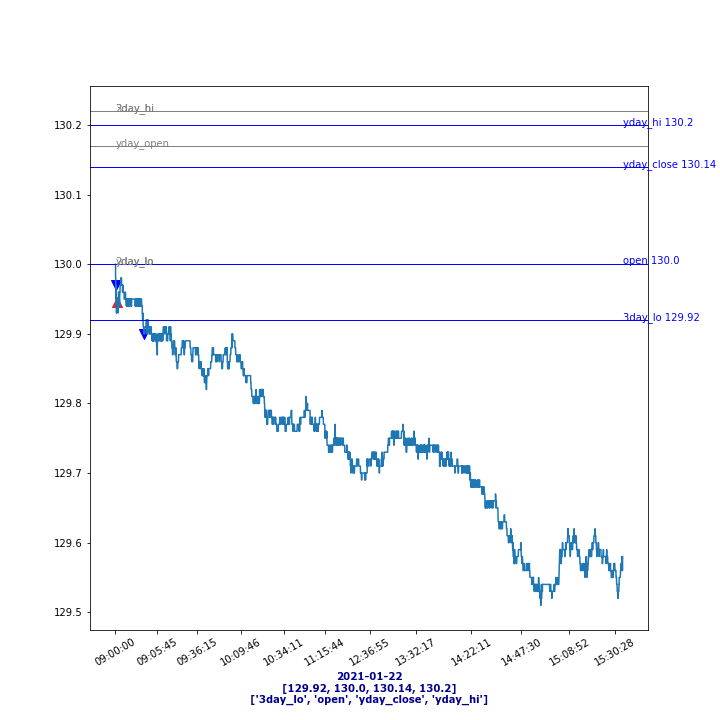 3day_hi
130.2
yday_hi 130.2
yday_open
yday_close 130.14
130.1
130.0
open 130.0
3day_lo 129.92
129.9
129.8
129.7
129.6
129.5
09:00:00
09:05:45
09:36:15
10:09:46
10:34:11
11:15:44
12:36:55
13:32:17
14:22:11
14:47:30
15:08:52
15:30:28
2021-01-22
[129.92, 130.0, 130.14, 130.2]
['3day_lo', 'open', 'yday_close', 'yday_hi']